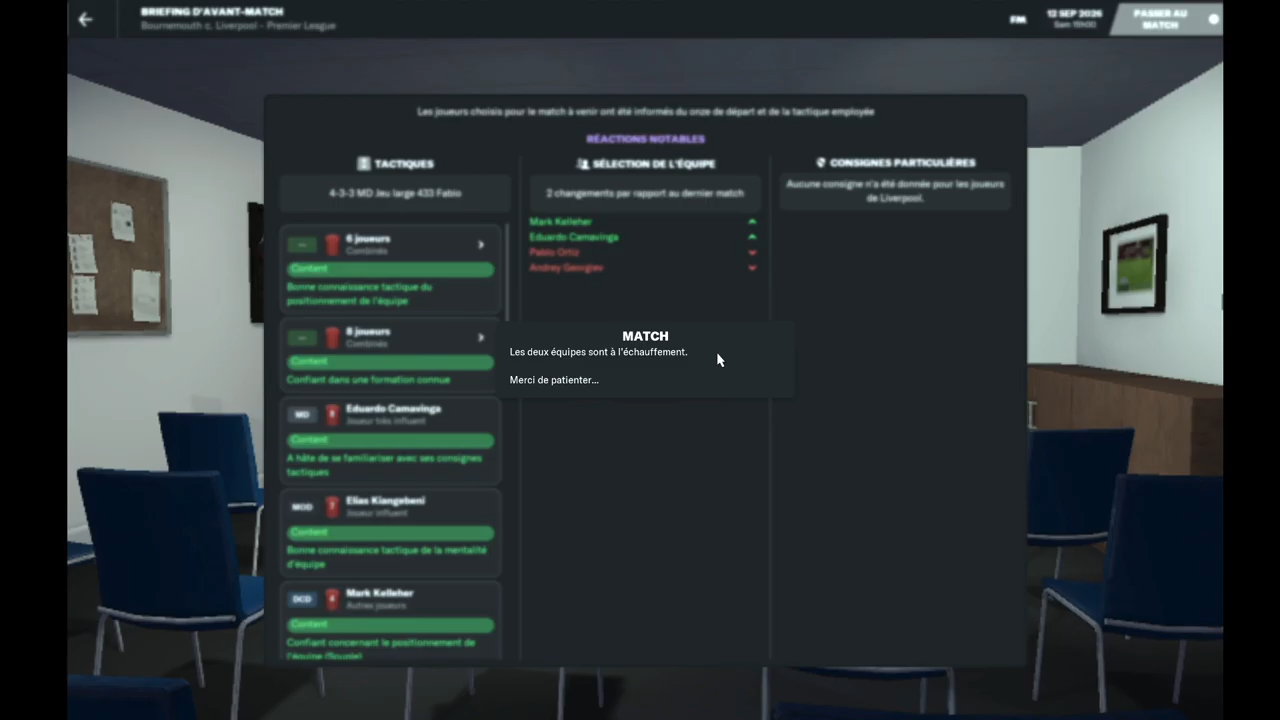 BRIEFING D'AVANT-MATCH
Bournemouth c. Liverpool - Premier League
FM
12 SEP 2026
Sam 15h00
PASSER AU
MATCH
Les joueurs choisis pour le match à venir ont été informés du onze de départ et de la tactique employée
RÉACTIONS NOTABLES
TACTIQUES
4-3-3 MD Jeu large 433 Fabio
6 joueurs
Combinés
Content
Bonne connaissance tactique du
positionnement de l'équipe
8 joueurs
Combinés
Content
Confiant dans une formation connue
MD
8
Eduardo Camavinga
Joueur très influent
Content
A hâte de se familiariser avec ses consignes
tactiques
MOD
7
Elias Kiangebeni
Joueur influent
Content
Bonne connaissance tactique de la mentalité
d'équipe
DCD
4
Mark Kelleher
Autres joueurs
Content
Confiant concernant le positionnement de
l'équipe (Souple)
SÉLECTION DE L'ÉQUIPE
2 changements par rapport au dernier match
Mark Kelleher
Eduardo Camavinga
Pablo Ortiz
Andrey Georgiev
CONSIGNES PARTICULIÈRES
Aucune consigne n'a été donnée pour les joueurs
de Liverpool.
MATCH
Les deux équipes sont à l'échauffement.
Merci de patienter...